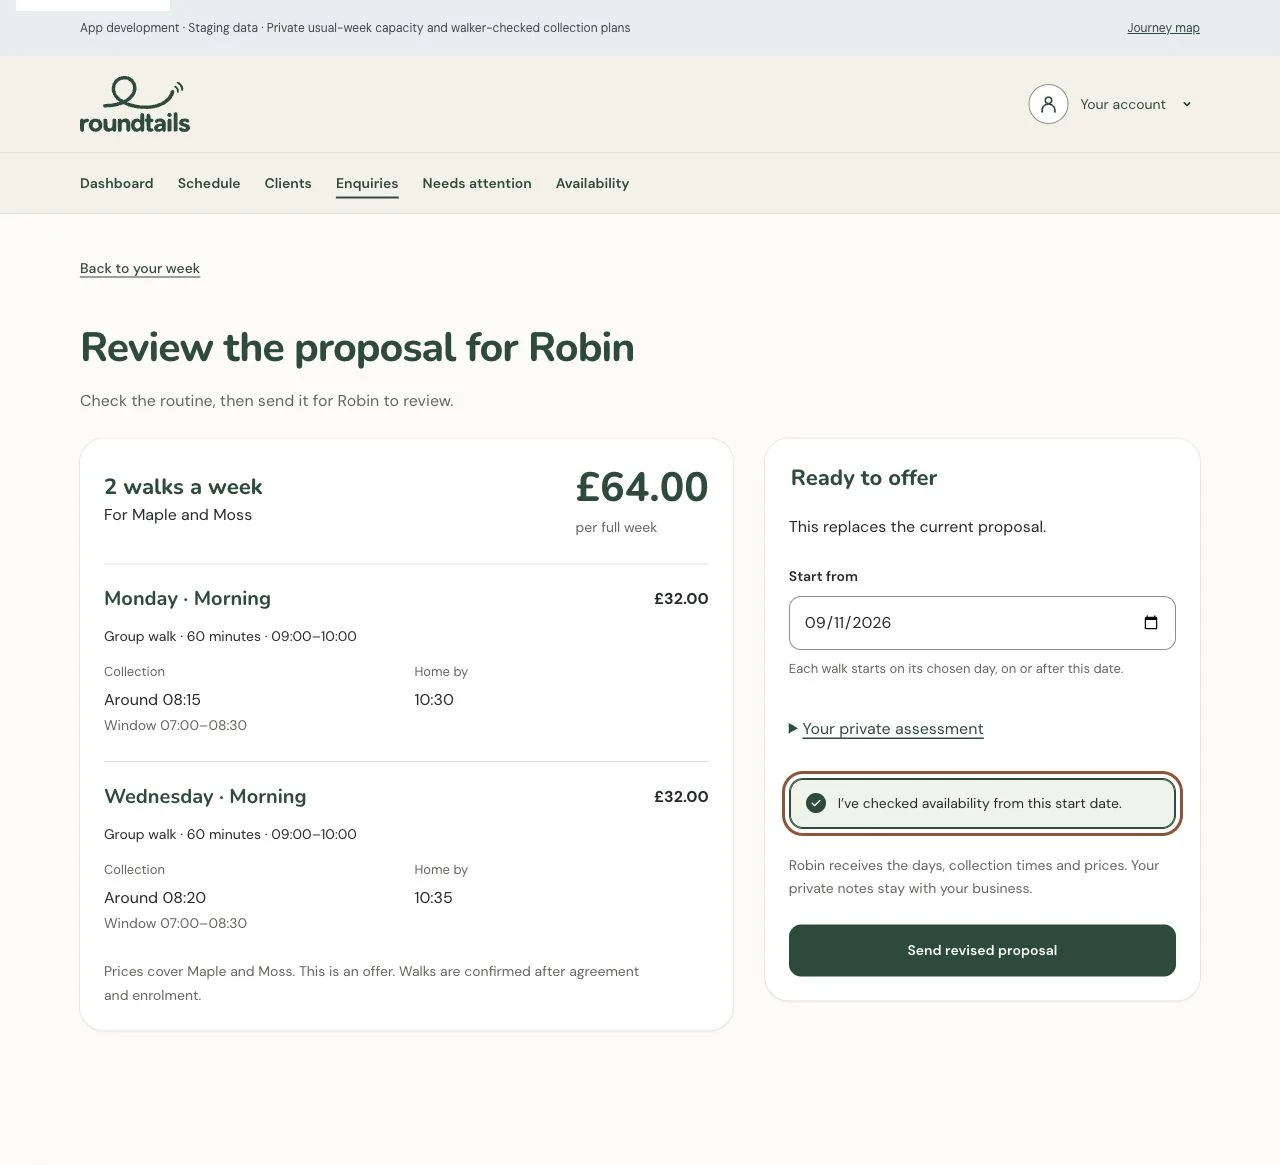 App development · Staging data · Private usual-week capacity and walker-checked collection plans
Journey map
roundtails
Your account
Dashboard
Schedule
Clients
Enquiries
Needs attention
Availability
Back to your week
Review the proposal for Robin
Check the routine, then send it for Robin to review.
2 walks a week
For Maple and Moss
£64.00
per full week
Monday · Morning
£32.00
Group walk · 60 minutes · 09:00–10:00
Collection
Home by
Around 08:15
10:30
Window 07:00–08:30
Wednesday · Morning
£32.00
Group walk · 60 minutes · 09:00–10:00
Collection
Home by
Around 08:20
10:35
Window 07:00–08:30
Prices cover Maple and Moss. This is an offer. Walks are confirmed after agreement
and enrolment.
Ready to offer
This replaces the current proposal.
Start from
09/11/2026
Each walk starts on its chosen day, on or after this date.
Your private assessment
I’ve checked availability from this start date.
Robin receives the days, collection times and prices. Your
private notes stay with your business.
Send revised proposal